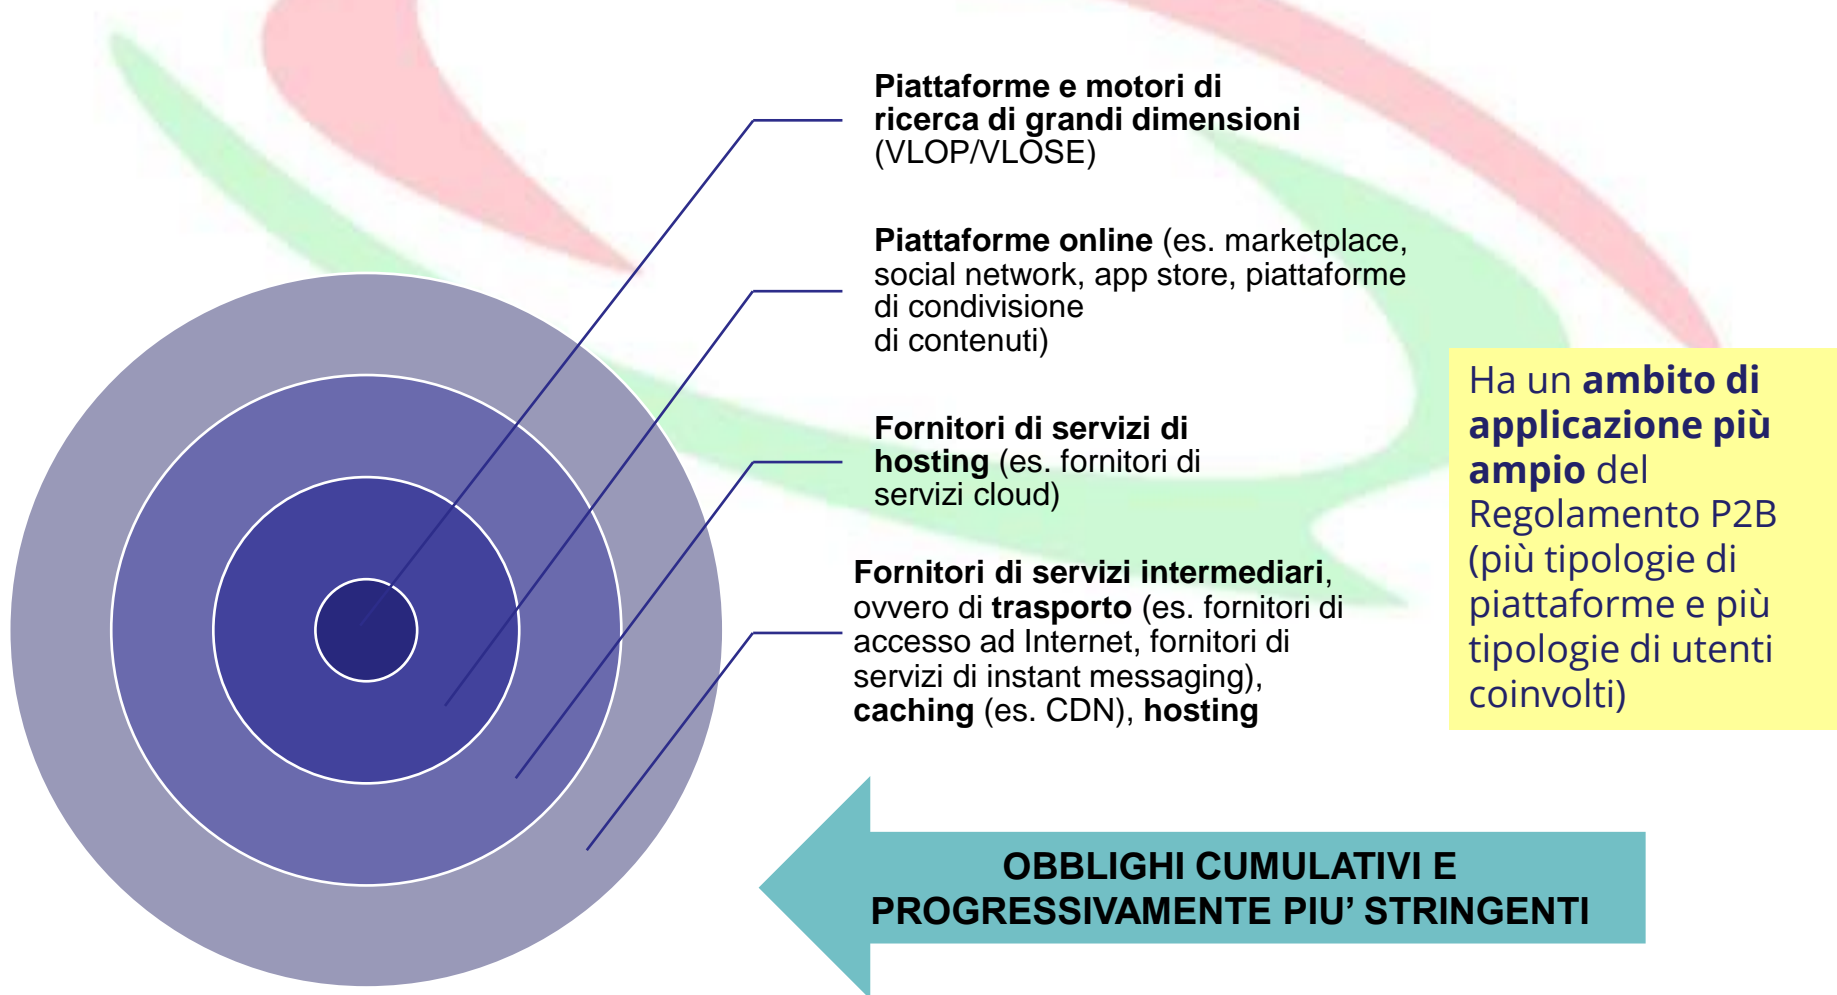 Piattaforme e motori di
ricerca di grandi dimensioni
(VLOP/VLOSE)
Piattaforme online (es. marketplace,
social network, app store, piattaforme
di condivisione
di contenuti)
Fornitori di servizi di
hosting (es. fornitori di
servizi cloud)
Fornitori di servizi intermediari,
ovvero di trasporto (es. fornitori di
accesso ad Internet, fornitori di
servizi di instant messaging),
caching (es. CDN), hosting
Ha un ambito di
applicazione più
ampio del
Regolamento P2B
(più tipologie di
piattaforme e più
tipologie di utenti
coinvolti)
OBBLIGHI CUMULATIVI E
PROGRESSIVAMENTE PIU' STRINGENTI